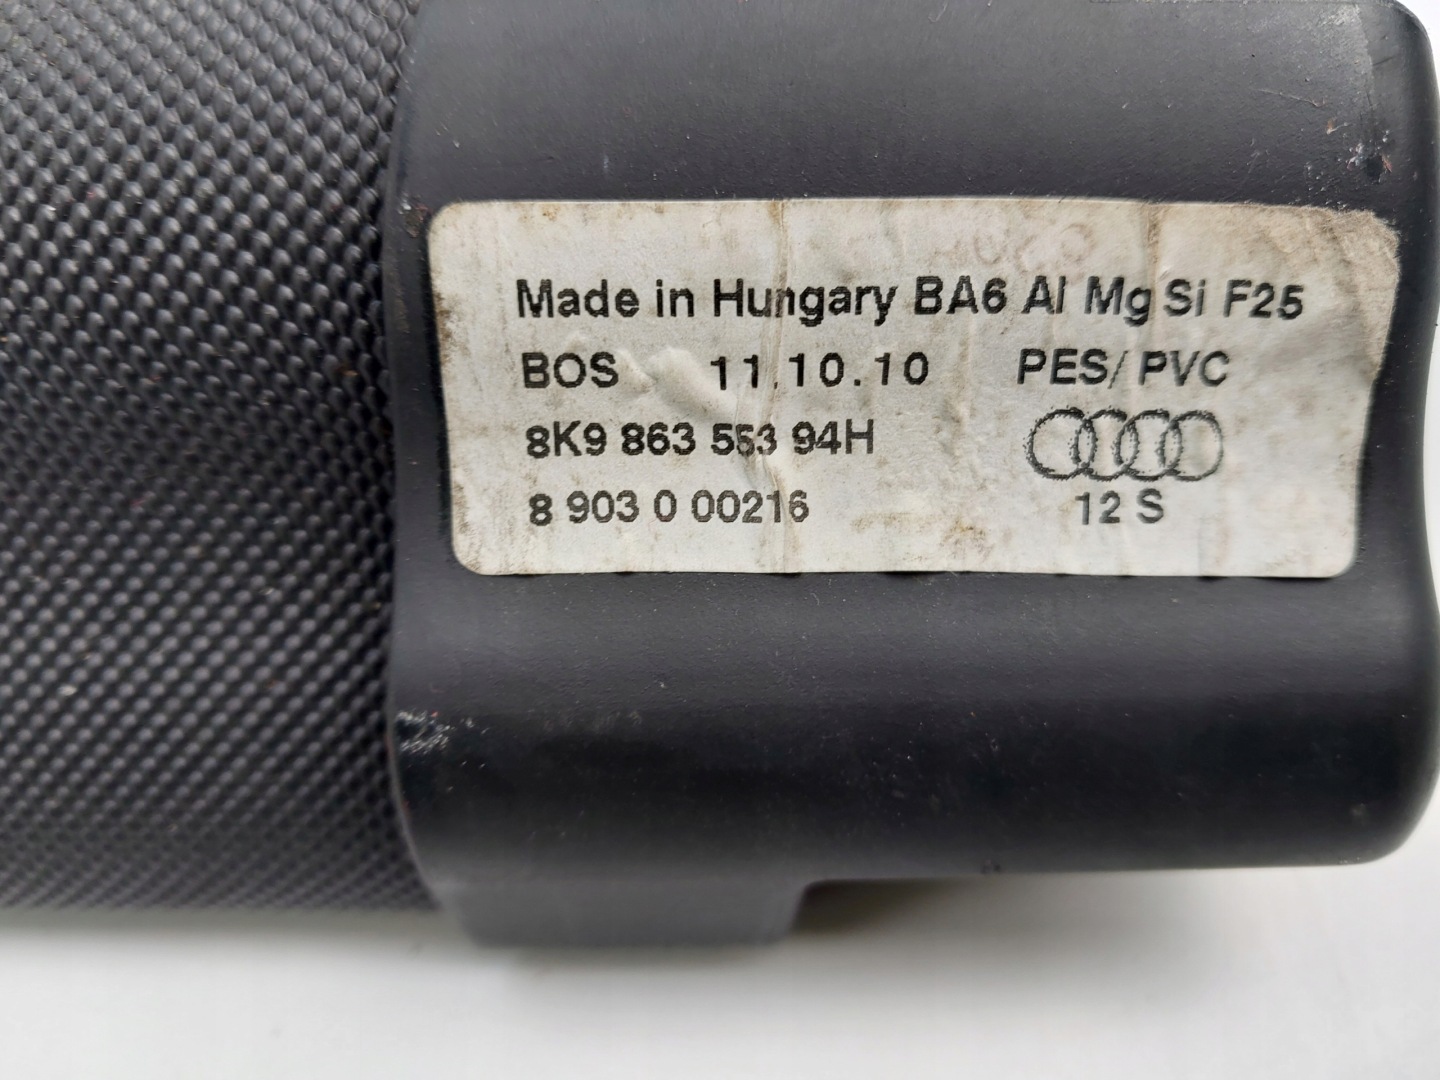 Made in Hungary BA6 Al Mg Si F25
BOS 11.10.10 PES/ PVC
8K9 863 553 94H
8 903 0 00216 12 S